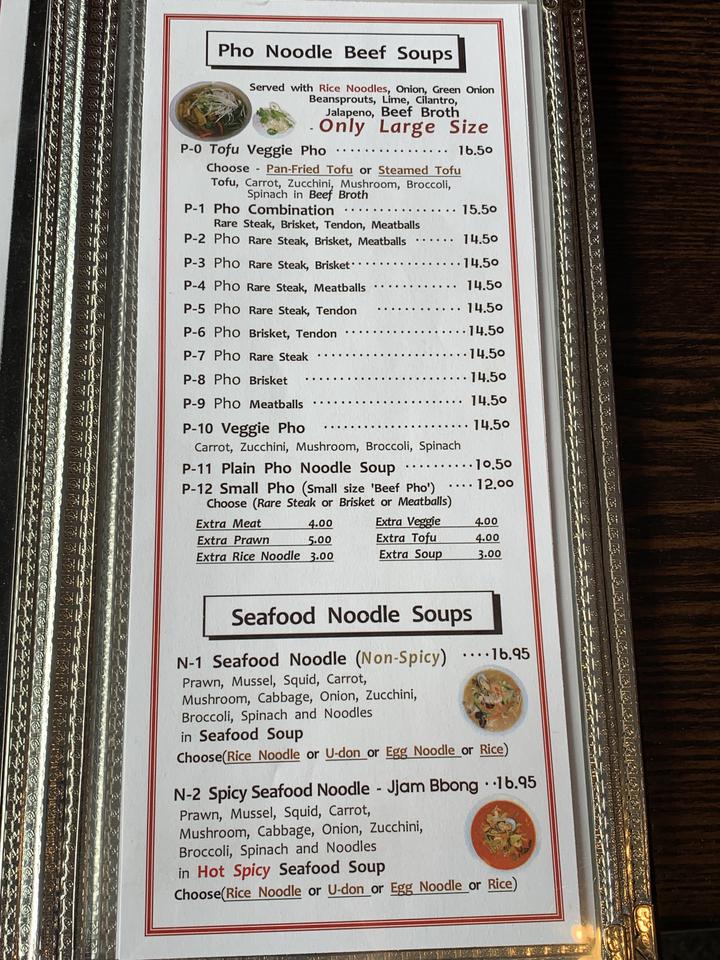 Pho Noodle Beef Soups
Served with Rice Noodles, Onion, Green Onion
Beansprouts, Lime, Cilantro,
Jalapeno, Beef Broth
- Only Large Size
P-0 Tofu Veggie Pho ················ 16.50
Choose - Pan-Fried Tofu or Steamed Tofu
Tofu, Carrot, Zucchini, Mushroom, Broccoli,
Spinach in Beef Broth
P-1 Pho Combination ················ 15.50
Rare Steak, Brisket, Tendon, Meatballs
P-2 Pho Rare Steak, Brisket, Meatballs ······ 14.50
P-3 Pho Rare Steak, Brisket················14.50
P-4 Pho Rare Steak, Meatballs ············ 14.50
P-5 Pho Rare Steak, Tendon ············ 14.50
P-6 Pho Brisket, Tendon ·················14.50
P-7 Pho Rare Steak ······················14.50
P-8 Pho Brisket ························14.50
P-9 Pho Meatballs ······················· 14.50
P-10 Veggie Pho ······················14.50
Carrot, Zucchini, Mushroom, Broccoli, Spinach
P-11 Plain Pho Noodle Soup ··········10.50
P-12 Small Pho (Small size 'Beef Pho') ···· 12.00
Choose (Rare Steak or Brisket or Meatballs)
Extra Meat 4.00 Extra Veggie 4.00
Extra Prawn 5.00 Extra Tofu 4.00
Extra Rice Noodle 3.00 Extra Soup 3.00
Seafood Noodle Soups
N-1 Seafood Noodle (Non-Spicy) ····16.95
Prawn, Mussel, Squid, Carrot,
Mushroom, Cabbage, Onion, Zucchini,
Broccoli, Spinach and Noodles
in Seafood Soup
Choose(Rice Noodle or U-don or Egg Noodle or Rice)
N-2 Spicy Seafood Noodle - Jjam Bbong ··16.95
Prawn, Mussel, Squid, Carrot,
Mushroom, Cabbage, Onion, Zucchini,
Broccoli, Spinach and Noodles
in Hot Spicy Seafood Soup
Choose(Rice Noodle or U-don or Egg Noodle or Rice)